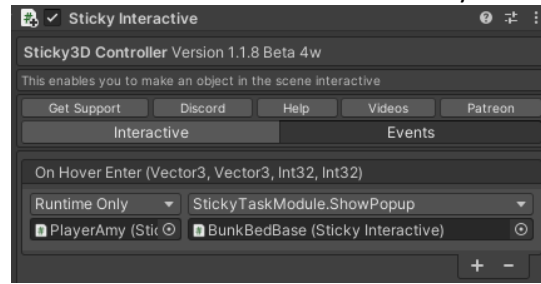 Sticky Interactive
Sticky3D Controller Version 1.1.8 Beta 4w
This enables you to make an object in the scene interactive
Get Support Discord Help Videos Patreon
Interactive Events
On Hover Enter (Vector3, Vector3, Int32, Int32)
Runtime Only StickyTaskModule.ShowPopup
PlayerAmy (Stic BunkBedBase (Sticky Interactive)
+ -